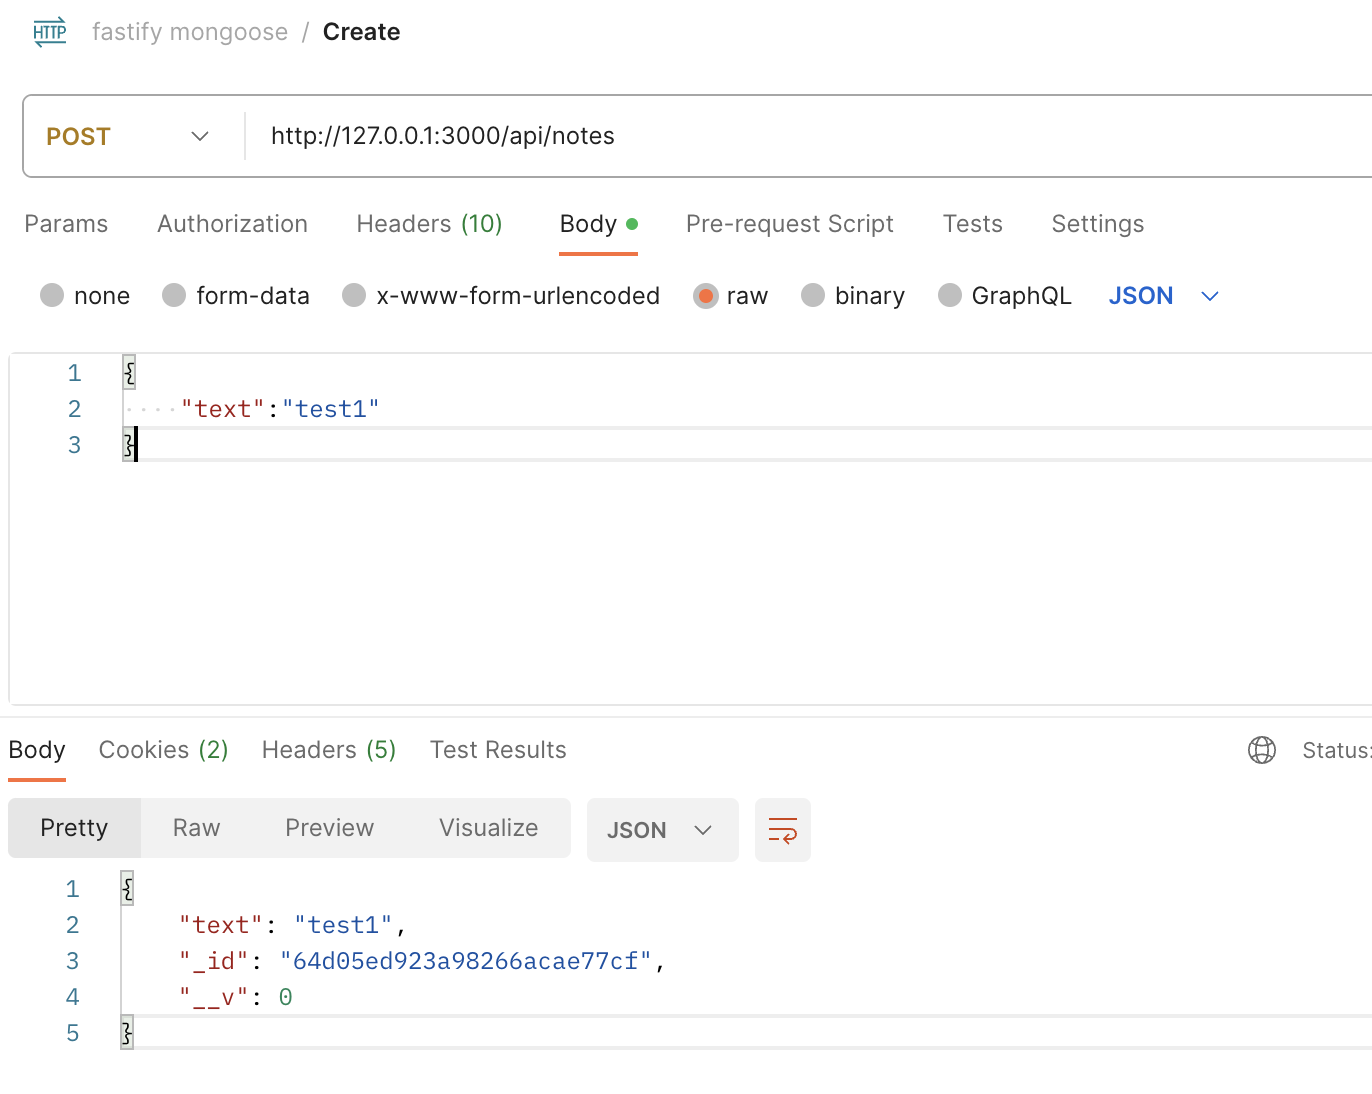 HTTP fastify mongoose / Create
POST http://127.0.0.1:3000/api/notes
Params Authorization Headers (10) Body Pre-request Script Tests Settings
none form-data x-www-form-urlencoded raw binary GraphQL JSON
1 {
2 ····"text":"test1"
3 }
Body Cookies (2) Headers (5) Test Results Status:
Pretty Raw Preview Visualize JSON
1 {
2 "text": "test1",
3 "_id": "64d05ed923a98266acae77cf",
4 "__v": 0
5 }